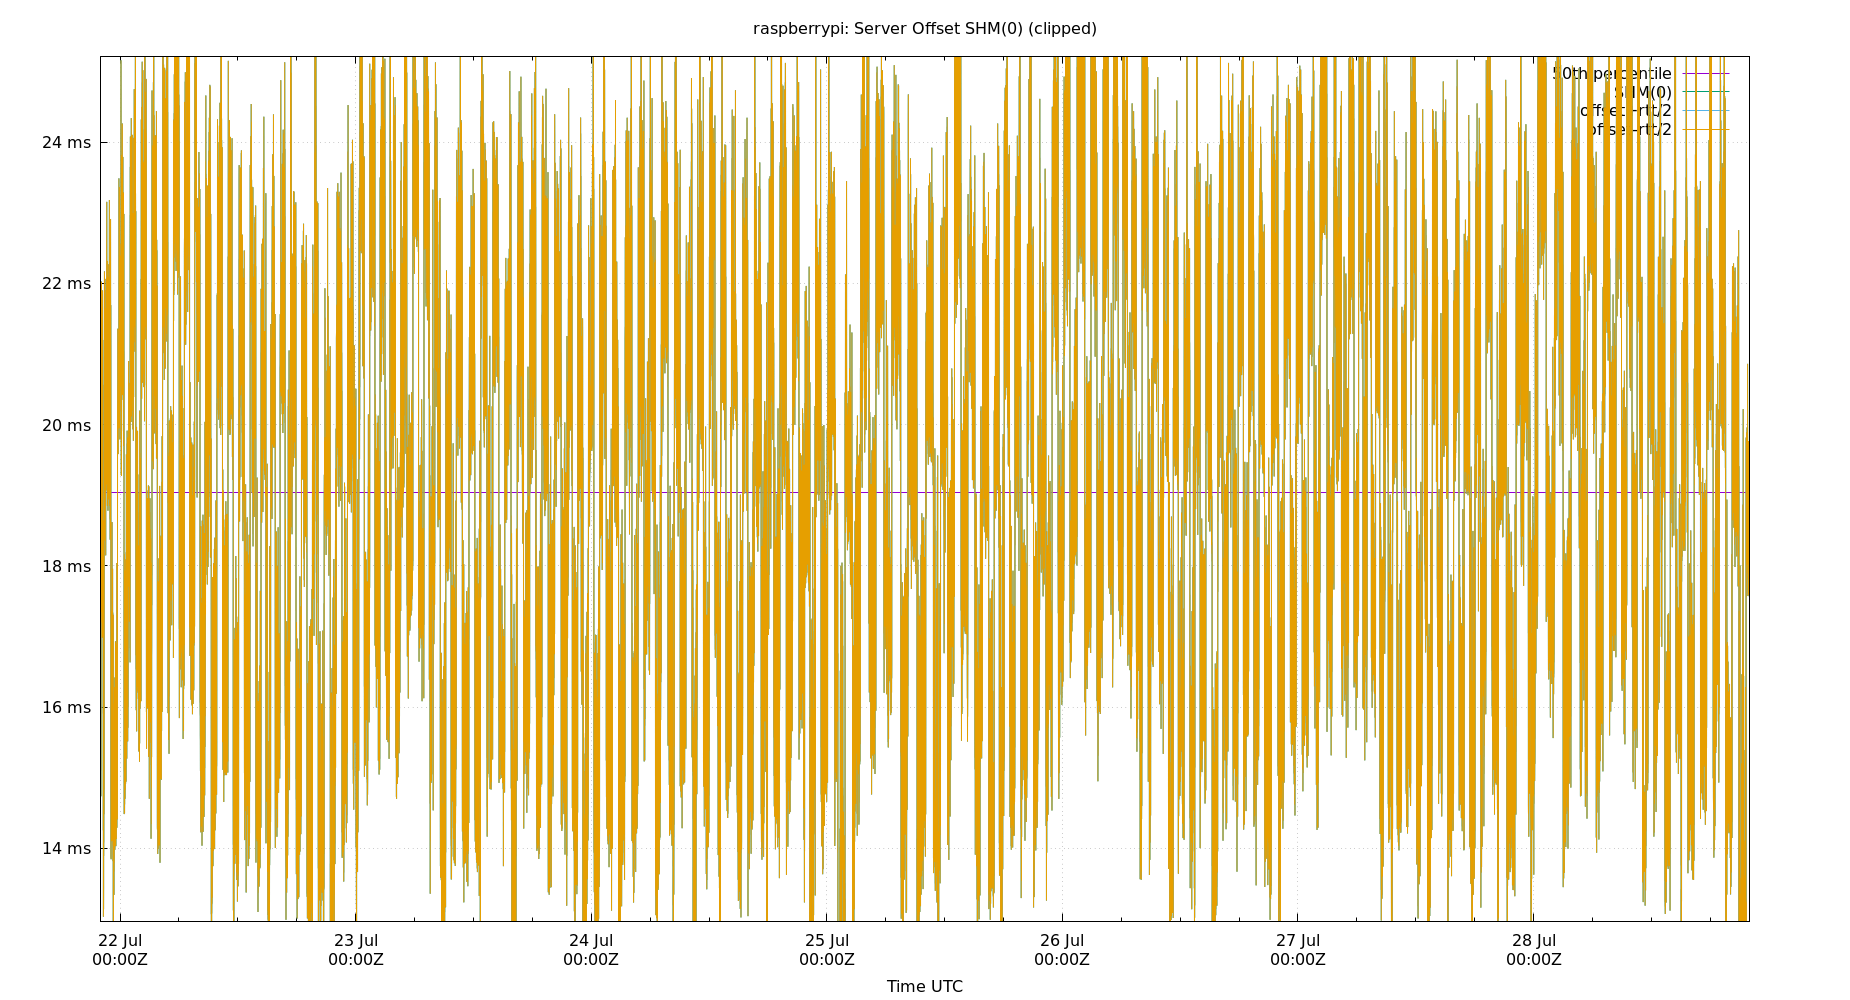 raspberrypi: Server Offset SHM(0) (clipped)
50th percentile
SHM(0)
offset-rtt/2
offset-rtt/2
24 ms
22 ms
20 ms
18 ms
16 ms
14 ms
22 Jul 23 Jul 24 Jul 25 Jul 26 Jul 27 Jul 28 Jul
00:00Z 00:00Z 00:00Z 00:00Z 00:00Z 00:00Z 00:00Z
Time UTC